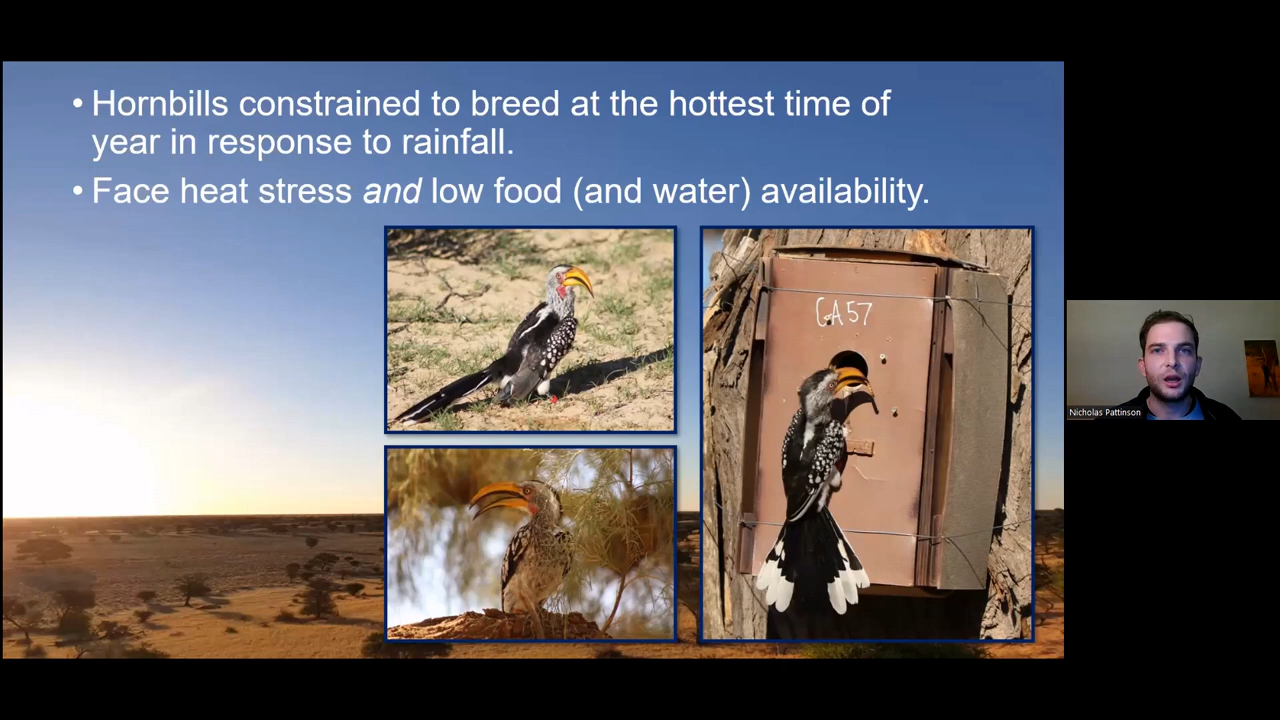 • Hornbills constrained to breed at the hottest time of
year in response to rainfall.
• Face heat stress and low food (and water) availability.
GA57
Nicholas Pattinson